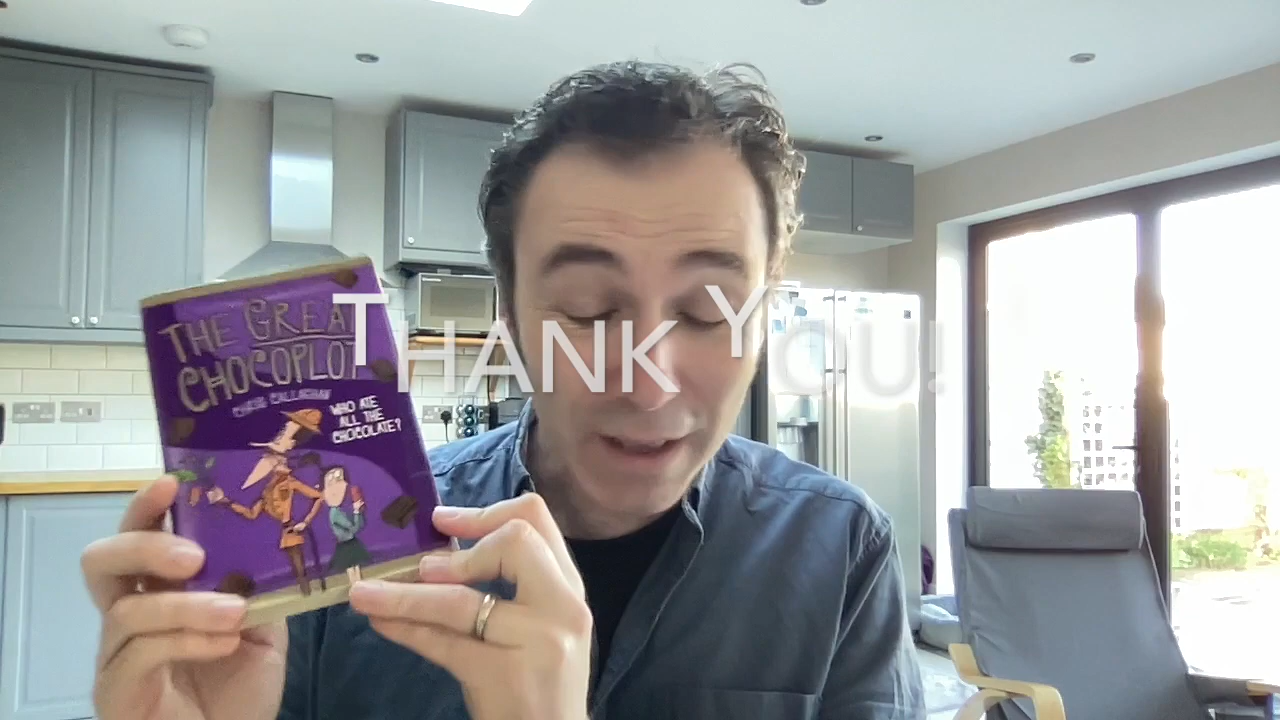 THE GREAT
CHOCOPLOT
CHRIS CALLAGHAN
WHO ATE
ALL THE
CHOCOLATE?
THANK YOU!